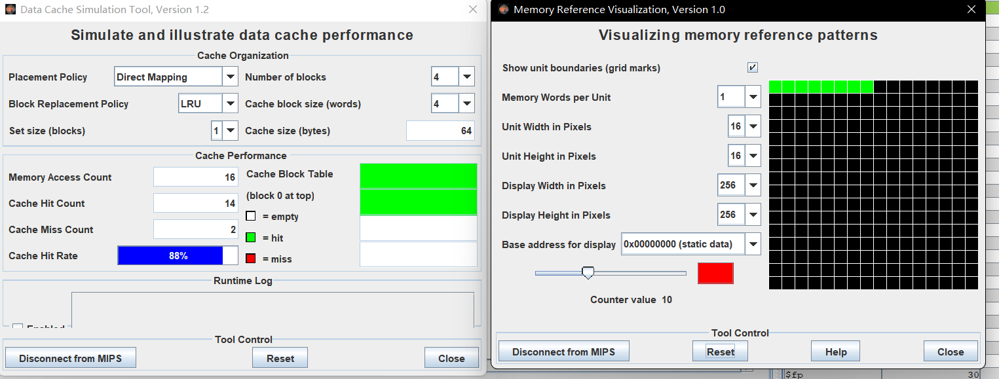 Data Cache Simulation Tool, Version 1.2
Simulate and illustrate data cache performance
Cache Organization
Placement Policy Direct Mapping Number of blocks 4
Block Replacement Policy LRU Cache block size (words) 4
Set size (blocks) 1 Cache size (bytes) 64
Cache Performance
Memory Access Count 16 Cache Block Table
(block 0 at top)
Cache Hit Count 14
= empty
Cache Miss Count 2
= hit
Cache Hit Rate 88%
= miss
Runtime Log
Enabled
Tool Control
Disconnect from MIPS Reset Close
Memory Reference Visualization, Version 1.0
Visualizing memory reference patterns
Show unit boundaries (grid marks)
Memory Words per Unit 1
Unit Width in Pixels 16
Unit Height in Pixels 16
Display Width in Pixels 256
Display Height in Pixels 256
Base address for display 0x00000000 (static data)
Counter value 10
Tool Control
Disconnect from MIPS Reset Help Close
$fp 30